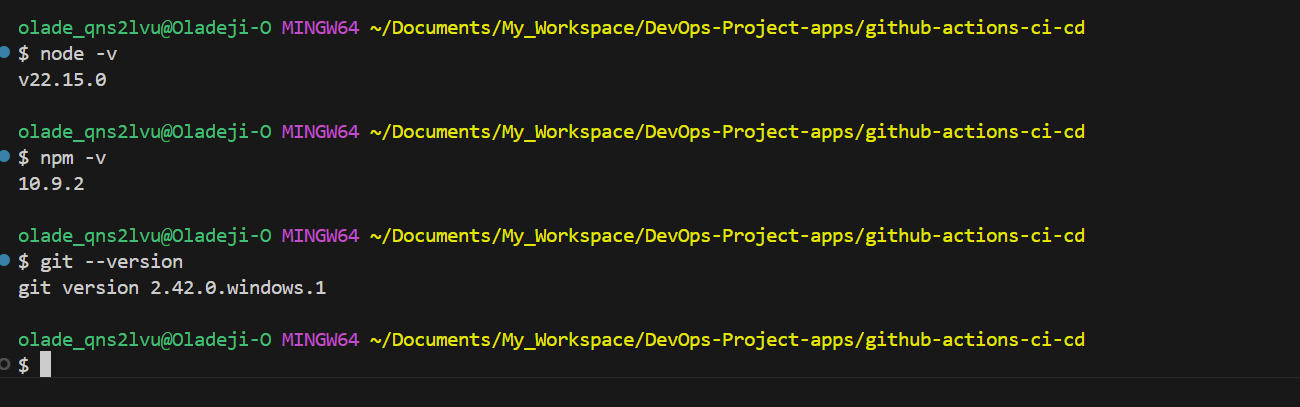 olade_qns2lvu@Oladeji-O MINGW64 ~/Documents/My_Workspace/DevOps-Project-apps/github-actions-ci-cd
$ node -v
v22.15.0
olade_qns2lvu@Oladeji-O MINGW64 ~/Documents/My_Workspace/DevOps-Project-apps/github-actions-ci-cd
$ npm -v
10.9.2
olade_qns2lvu@Oladeji-O MINGW64 ~/Documents/My_Workspace/DevOps-Project-apps/github-actions-ci-cd
$ git --version
git version 2.42.0.windows.1
olade_qns2lvu@Oladeji-O MINGW64 ~/Documents/My_Workspace/DevOps-Project-apps/github-actions-ci-cd
$